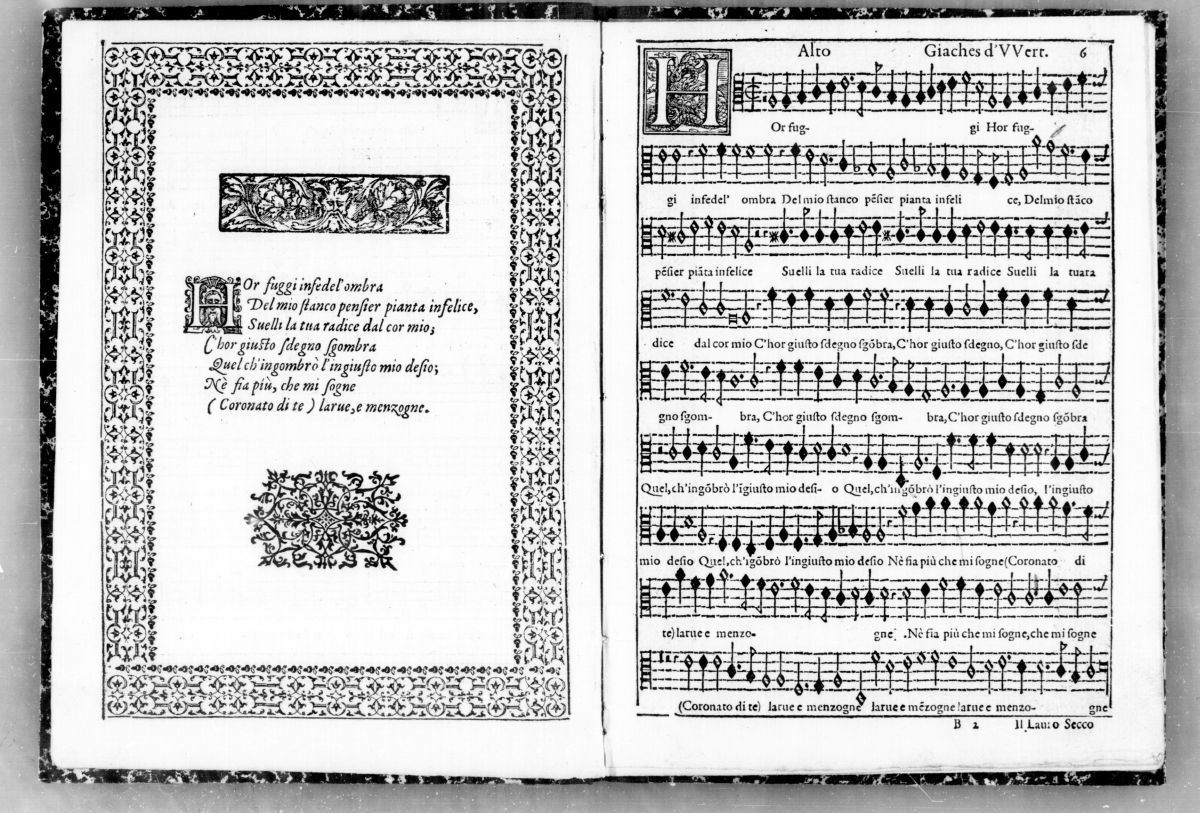 HOr fuggi infedel'ombra
Del mio stanco pensier pianta infelice,
Suelli la tua radice dal cor mio;
C'hor giusto sdegno sgombra
Quel ch'ingombrò l'ingiusto mio desio;
Nè fia più, che mi sogne
(Coronato di te) larue, e menzogne.
Alto Giaches d'VVert. 6
HOr fug- gi Hor fug-
gi infedel' ombra Del mio stanco pẽsier pianta infeli ce, Del mio stãco
pẽsier piãta infelice Suelli la tua radice Suelli la tua radice Suelli la tua ra
dice dal cor mio C'hor giusto sdegno sgõbra, C'hor giusto sdegno, C'hor giusto sde
gno sgom- bra, C'hor giusto sdegno sgom- bra, C'hor giusto sdegno sgõbra
Quel, ch'ingõbrò l'ĩgiusto mio desi- o Quel, ch'ingõbrò l'ingiusto mio desio, l'ingiusto
mio desio Quel, ch'ĩgõbrò l'ingiusto mio desio Nè fia più che mi sogne (Coronato di
te) larue e menzo- gne. Nè fia più che mi sogne, che mi sogne
(Coronato di te) larue e menzogne larue e mẽzogne larue e menzo- gne
B 2 Il Lauro Secco